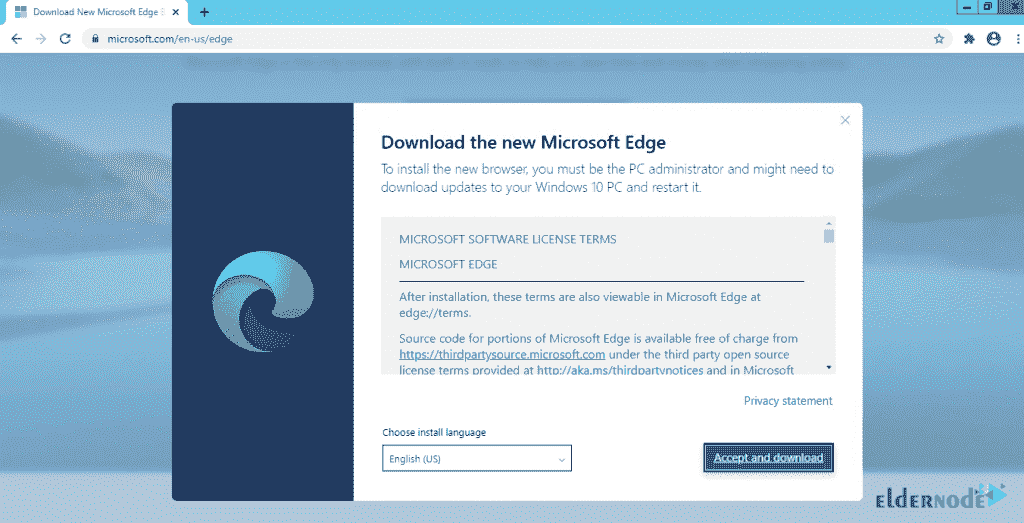 Download New Microsoft Edge
microsoft.com/en-us/edge
Download the new Microsoft Edge
To install the new browser, you must be the PC administrator and might need to
download updates to your Windows 10 PC and restart it.
MICROSOFT SOFTWARE LICENSE TERMS
MICROSOFT EDGE
After installation, these terms are also viewable in Microsoft Edge at
edge://terms.
Source code for portions of Microsoft Edge is available free of charge from
https://thirdpartysource.microsoft.com under the third party open source
license terms provided at http://aka.ms/thirdpartynotices and in Microsoft
Privacy statement
Choose install language
English (US)
Accept and download
ELDERNODE